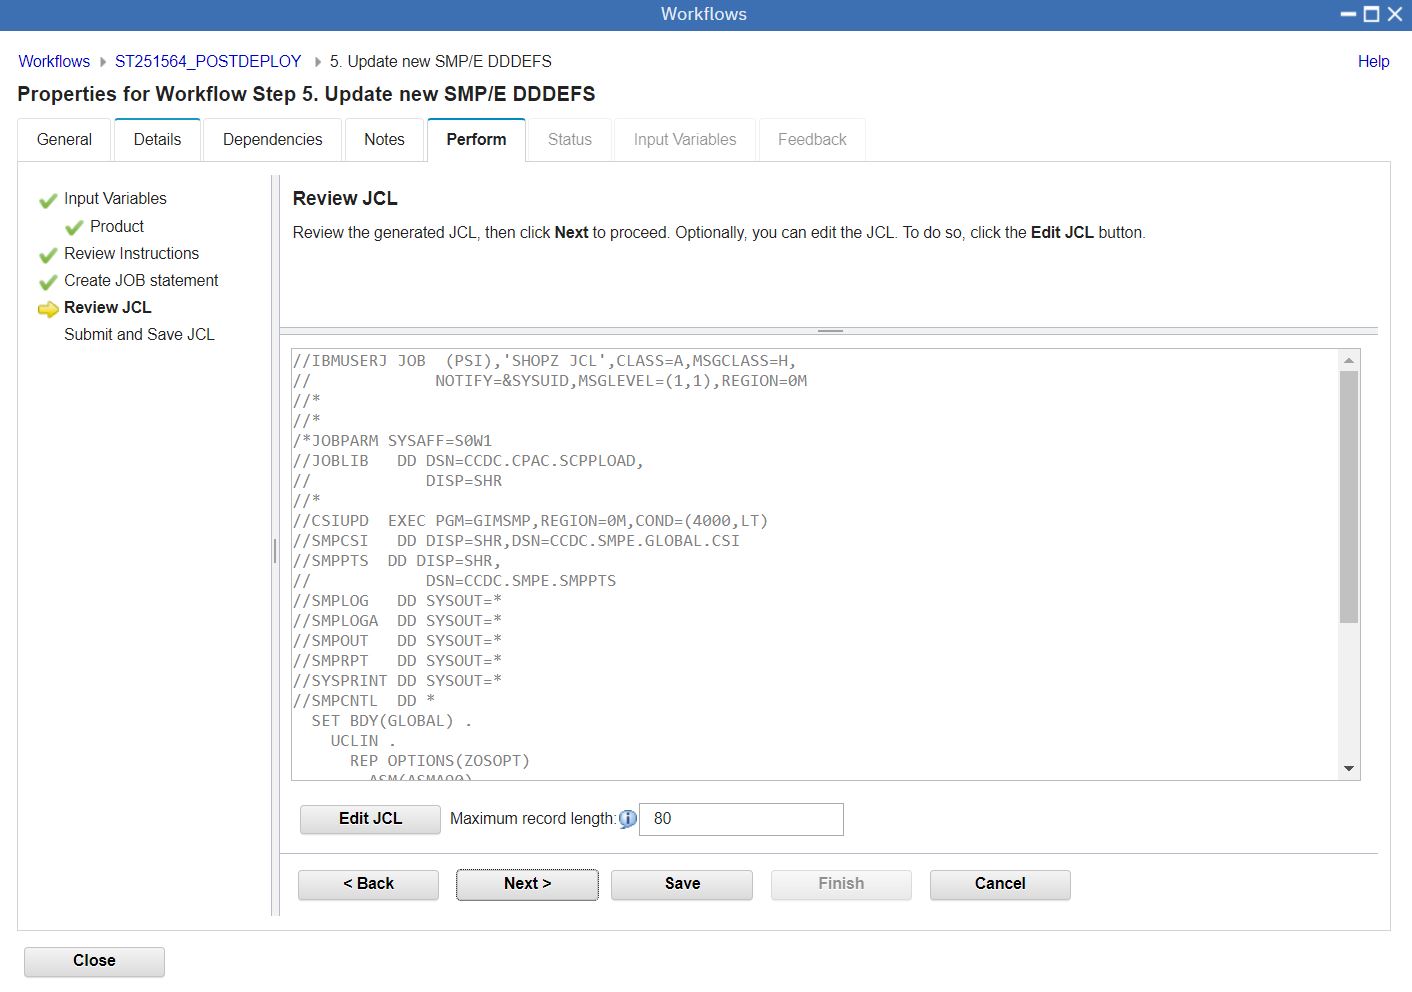 Workflows
Workflows ST251564_POSTDEPLOY 5. Update new SMP/E DDDEFS Help
Properties for Workflow Step 5. Update new SMP/E DDDEFS
General Details Dependencies Notes Perform Status Input Variables Feedback
Input Variables
Product
Review Instructions
Create JOB statement
Review JCL
Submit and Save JCL
Review JCL
Review the generated JCL, then click Next to proceed. Optionally, you can edit the JCL. To do so, click the Edit JCL button.
//IBMUSERJ JOB  (PSI),'SHOPZ JCL',CLASS=A,MSGCLASS=H,
//             NOTIFY=&SYSUID,MSGLEVEL=(1,1),REGION=0M
//*
//*
/*JOBPARM SYSAFF=S0W1
//JOBLIB   DD DSN=CCDC.CPAC.SCPPLOAD,
//            DISP=SHR
//*
//CSIUPD  EXEC PGM=GIMSMP,REGION=0M,COND=(4000,LT)
//SMPCSI   DD DISP=SHR,DSN=CCDC.SMPE.GLOBAL.CSI
//SMPPTS  DD DISP=SHR,
//            DSN=CCDC.SMPE.SMPPTS
//SMPLOG   DD SYSOUT=*
//SMPLOGA  DD SYSOUT=*
//SMPOUT   DD SYSOUT=*
//SMPRPT   DD SYSOUT=*
//SYSPRINT DD SYSOUT=*
//SMPCNTL  DD *
  SET BDY(GLOBAL) .
    UCLIN .
      REP OPTIONS(ZOSOPT)
        ASM(ASMA90)
Edit JCL Maximum record length: 80
< Back Next > Save Finish Cancel
Close